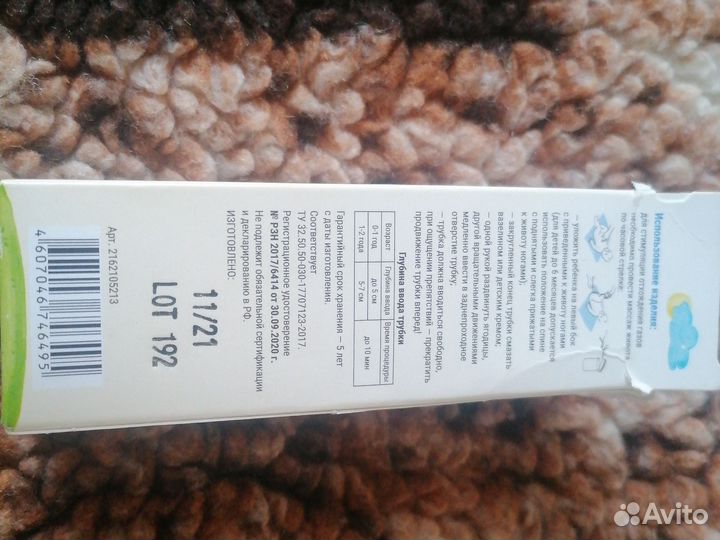 Использование изделия:
для стимуляции отхождения газов
необходимо провести массаж живота
по часовой стрелке;
– уложить ребенка на левый бок
с приведенными к животу ногами
(для детей до 6 месяцев допускается
использовать положение на спине
с поднятыми и слегка прижатыми
к животу ногами);
– закругленный конец трубки смазать
вазелином или детским кремом;
– одной рукой раздвинуть ягодицы,
другой вращательными движениями
медленно ввести в заднепроходное
отверстие трубку;
– трубка должна вводиться свободно,
при ощущении препятствий – прекратить
продвижение трубки вперед!
Глубина ввода трубки
Возраст Глубина ввода Время процедуры
0-1 год до 5 см до 10 мин
1-2 года 5-7 см
Гарантийный срок хранения – 5 лет
с даты изготовления.
Соответствует
ТУ 32.50.50-030-17707123-2017.
Регистрационное удостоверение
№ РЗН 2017/6414 от 30.09.2020 г.
Не подлежит обязательной сертификации
и декларированию в РФ.
ИЗГОТОВЛЕНО:
11/21
LOT 192
Арт. 2162105213
4 607046 746495
Avito